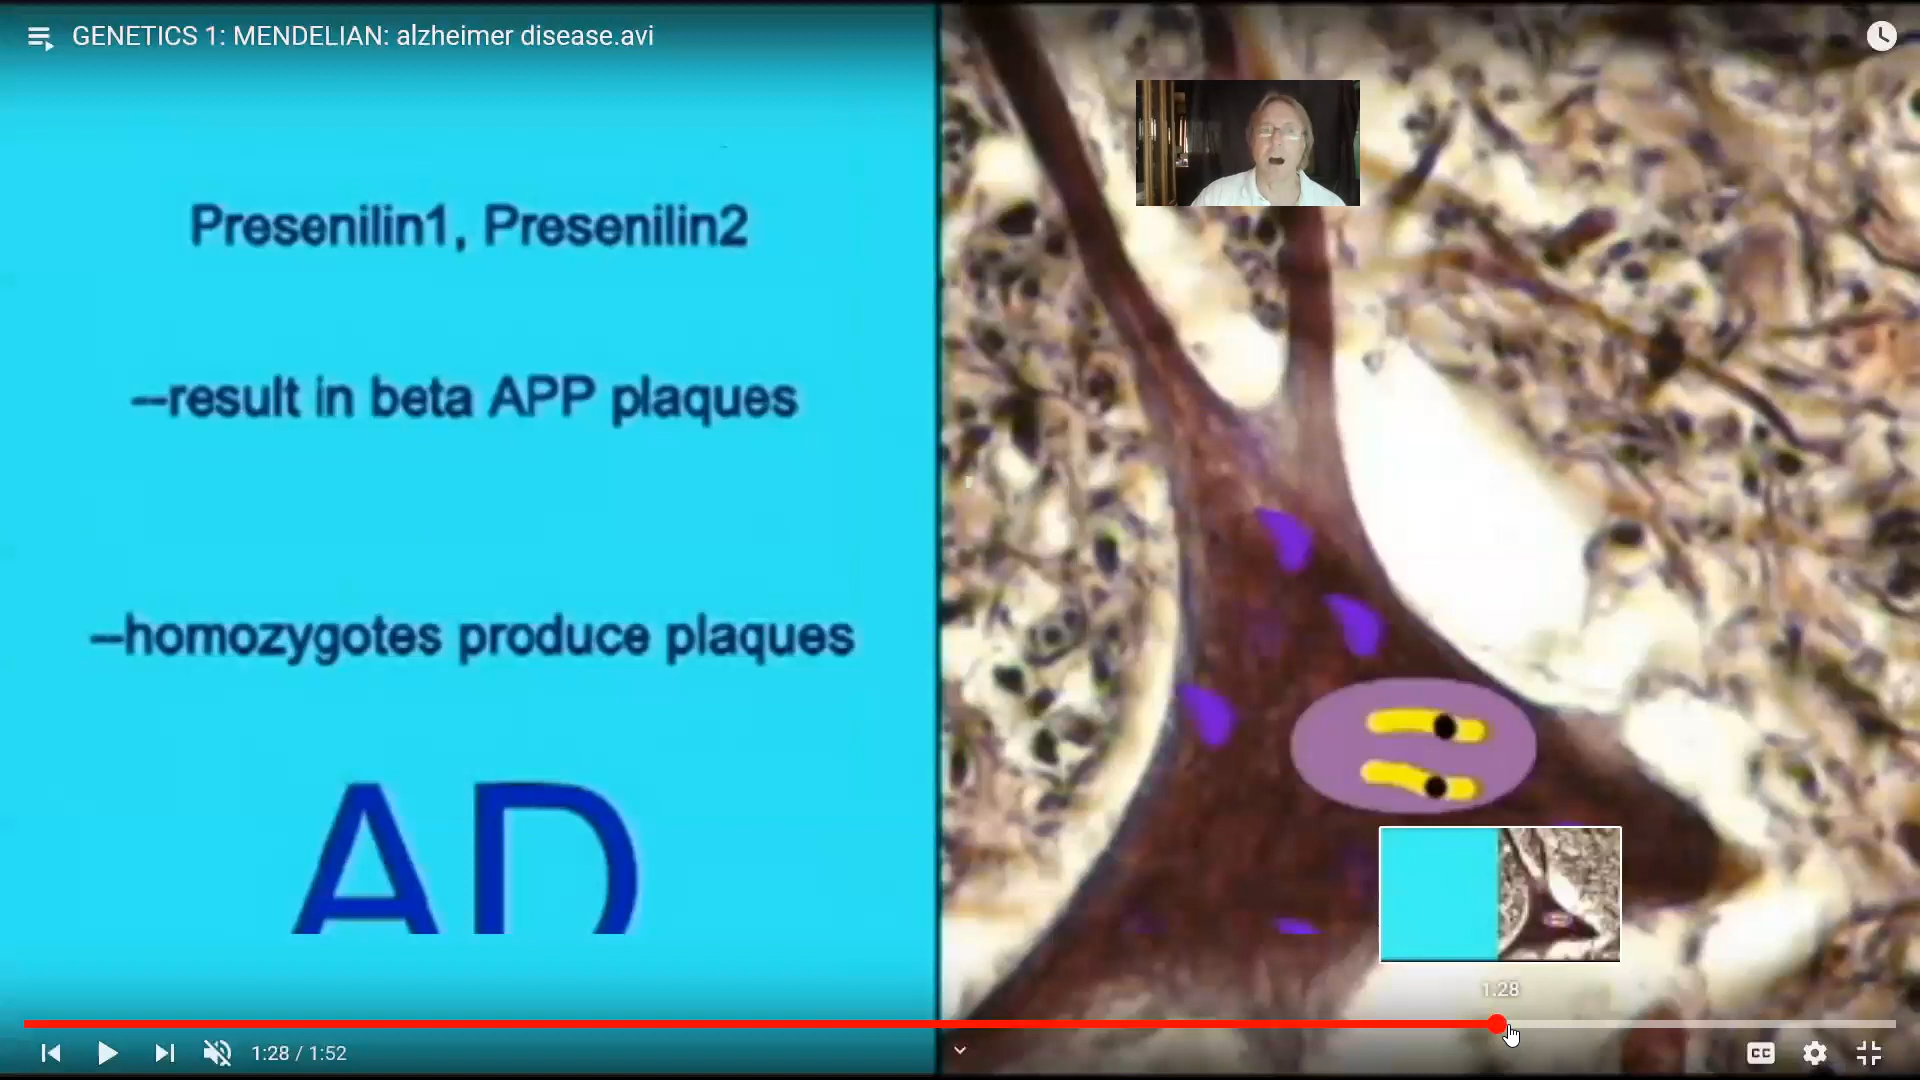 GENETICS 1: MENDELIAN: alzheimer disease.avi
Presenilin1, Presenilin2
--result in beta APP plaques
--homozygotes produce plaques
AD
1:28
1:28 / 1:52
CC